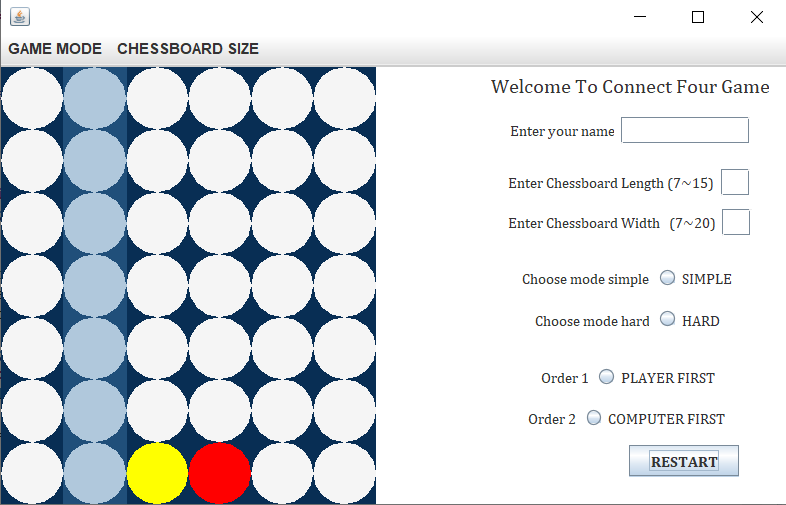 GAME MODE CHESSBOARD SIZE
Welcome To Connect Four Game
Enter your name
Enter Chessboard Length (7~15)
Enter Chessboard Width (7~20)
Choose mode simple SIMPLE
Choose mode hard HARD
Order 1 PLAYER FIRST
Order 2 COMPUTER FIRST
RESTART